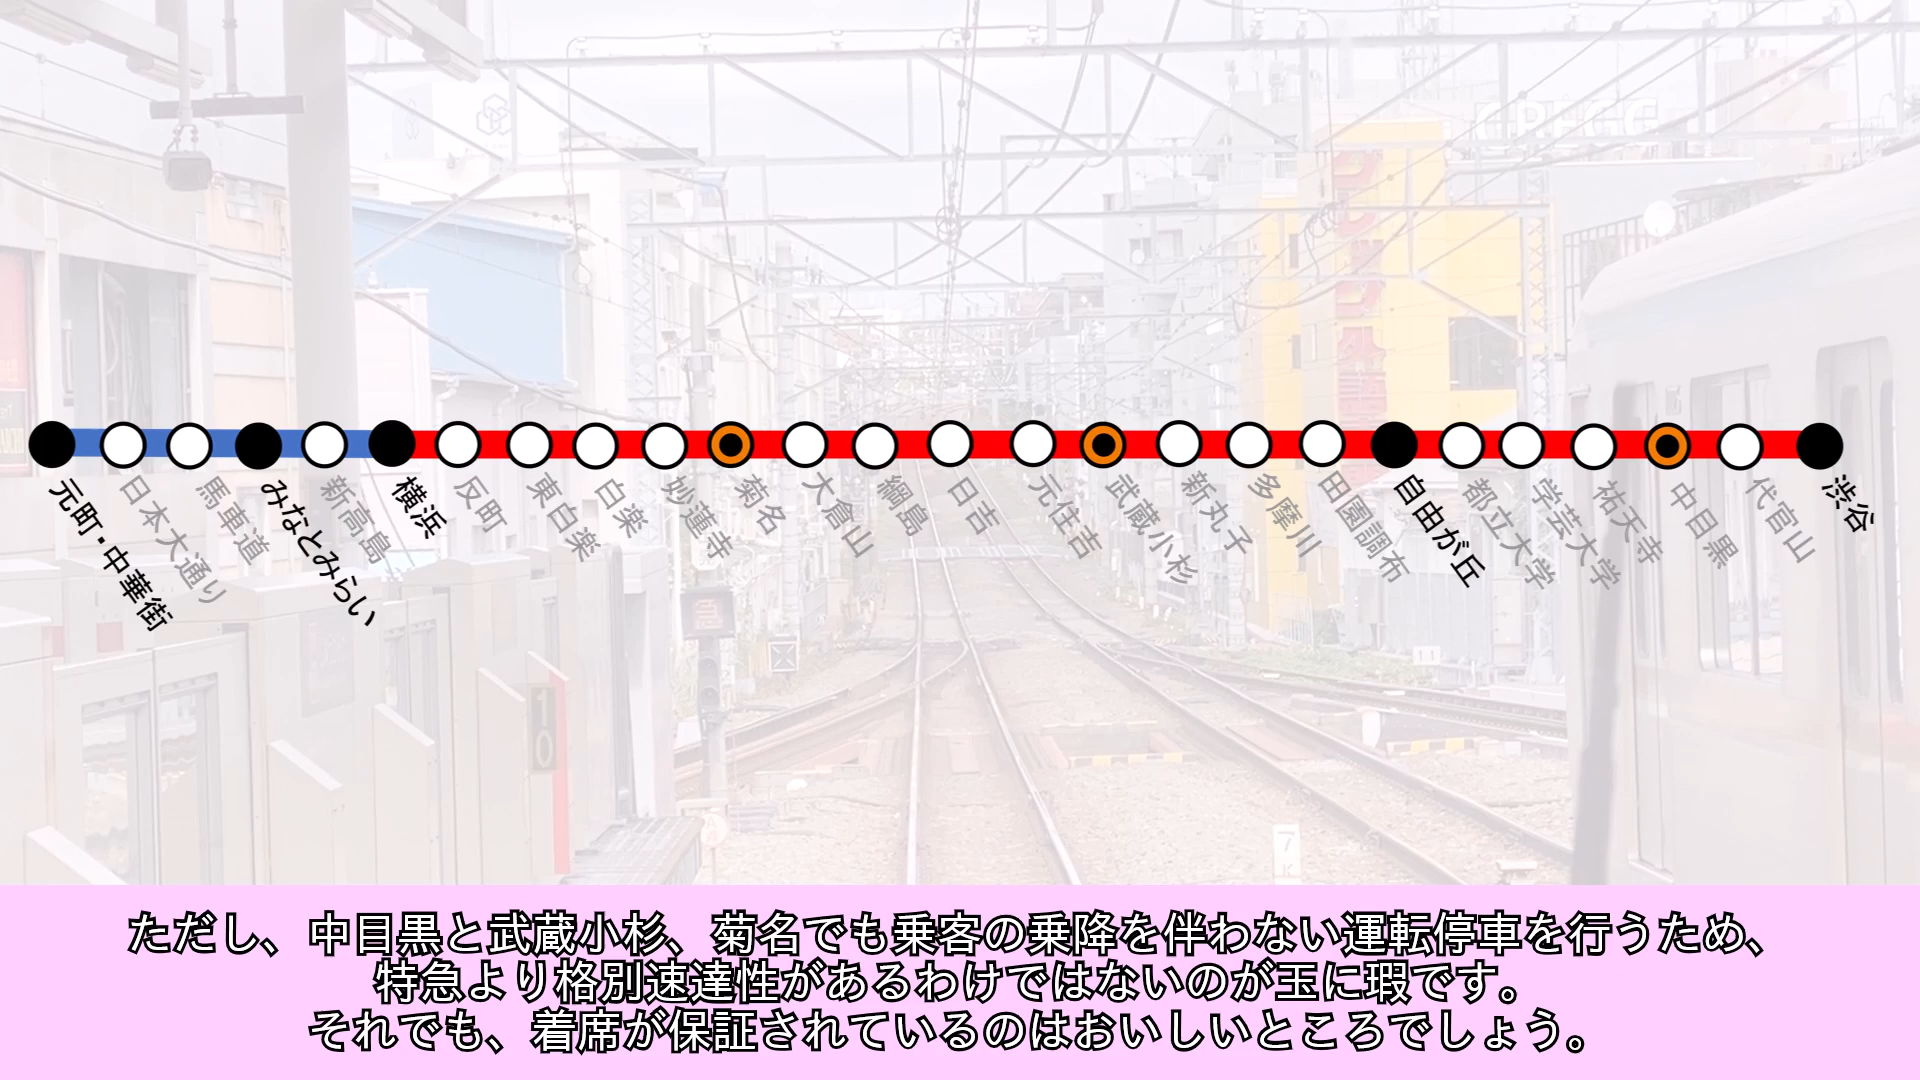 元町・中華街
日本大通り
馬車道
みなとみらい
新高島
横浜
反町
東白楽
白楽
妙蓮寺
菊名
大倉山
綱島
日吉
元住吉
武蔵小杉
新丸子
多摩川
田園調布
自由が丘
都立大学
学芸大学
祐天寺
中目黒
代官山
渋谷
10
7
ただし、中目黒と武蔵小杉、菊名でも乗客の乗降を伴わない運転停車を行うため、
特急より格別速達性があるわけではないのが玉に瑕です。
それでも、着席が保証されているのはおいしいところでしょう。